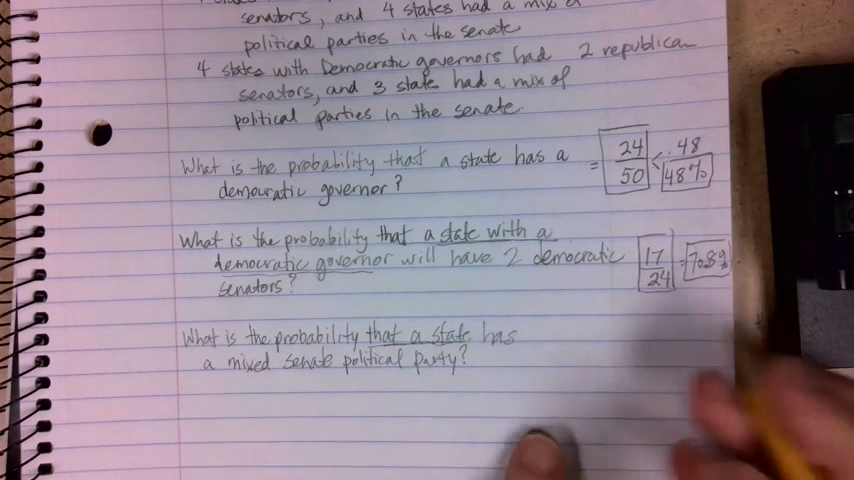 senators, and 4 states had a mix
political parties in the senate
4 states with Democratic governors had 2 republican
senators, and 3 state had a mix of
political parties in the senate.
What is the probability that a state has a
democratic governor?
= 24/50 < .48
48%
What is the probability that a state with a
democratic governor will have 2 democratic
senators?
17/24 = 70.8%
What is the probability that a state has
a mixed senate political party?